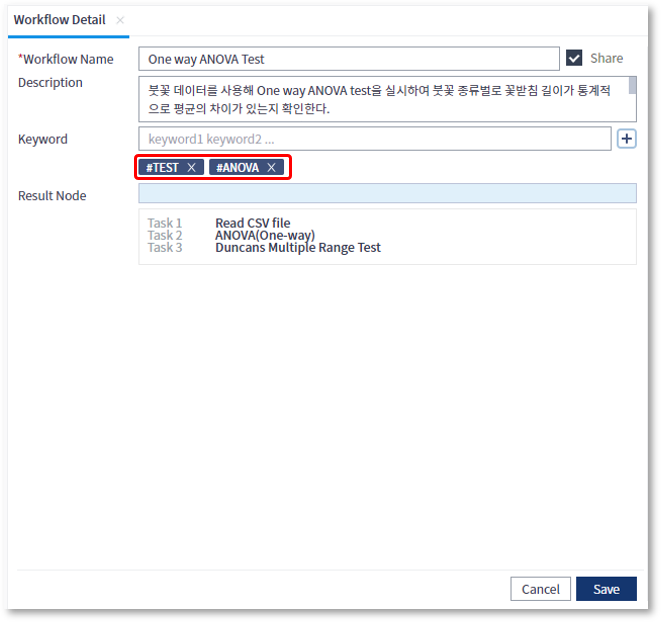 Workflow Detail ×
*Workflow Name One way ANOVA Test Share
Description 붓꽃 데이터를 사용해 One way ANOVA test을 실시하여 붓꽃 종류별로 꽃받침 길이가 통계적
으로 평균의 차이가 있는지 확인한다.
Keyword keyword1 keyword2 ... +
#TEST X #ANOVA X
Result Node
Task 1 Read CSV file
Task 2 ANOVA(One-way)
Task 3 Duncans Multiple Range Test
Cancel Save